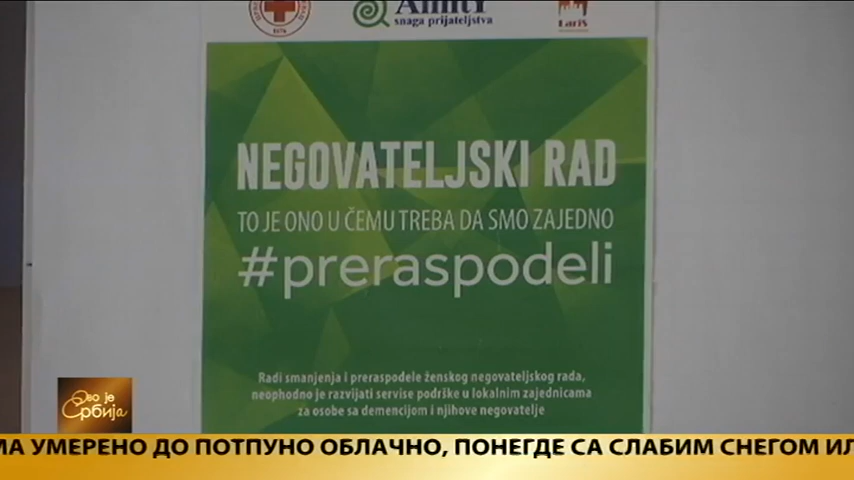 Amity
snaga prijateljstva
Laris
NEGOVATELJSKI RAD
TO JE ONO U ČEMU TREBA DA SMO ZAJEDNO
#preraspodeli
Radi smanjenja i preraspodele ženskog negovateljskog rada,
neophodno je razvijati servise podrške u lokalnim zajednicama
za osobe sa demencijom i njihove negovatelje
Ово је
Србија
МА УМЕРЕНО ДО ПОТПУНО ОБЛАЧНО, ПОНЕГДЕ СА СЛАБИМ СНЕГОМ ИЛ